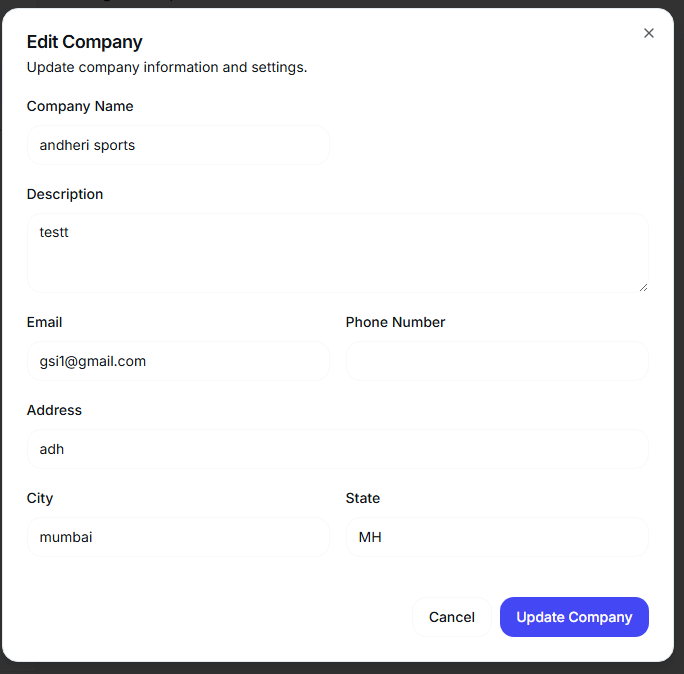 Edit Company
Update company information and settings.
Company Name
andheri sports
Description
testt
Email
Phone Number
gsi1@gmail.com
Address
adh
City
State
mumbai
MH
Cancel
Update Company